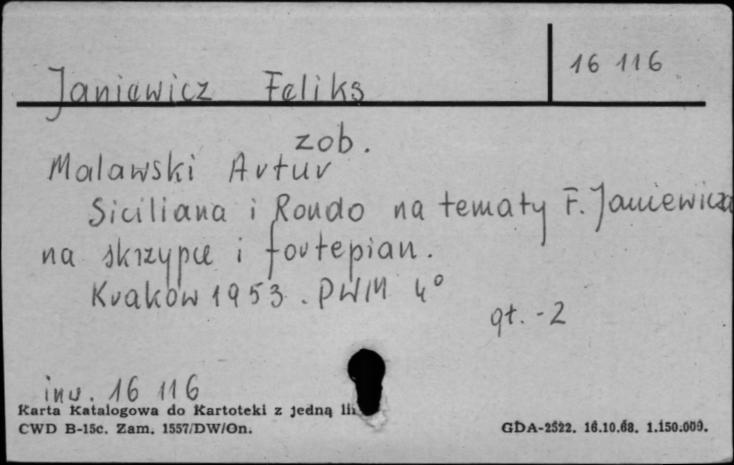 Janiewicz Feliks
16 116
zob.
Malawski Artur
Siciliana i Rondo na tematy F. Janiewicza
na skrzypce i fortepian.
Kraków 1953. PWM 4°
gł. - 2
inw. 16 116
Karta Katalogowa do Kartoteki z jedną
CWD B-15c. Zam. 1557/DW/On.
GDA-2522. 16.10.68. 1.150.000.